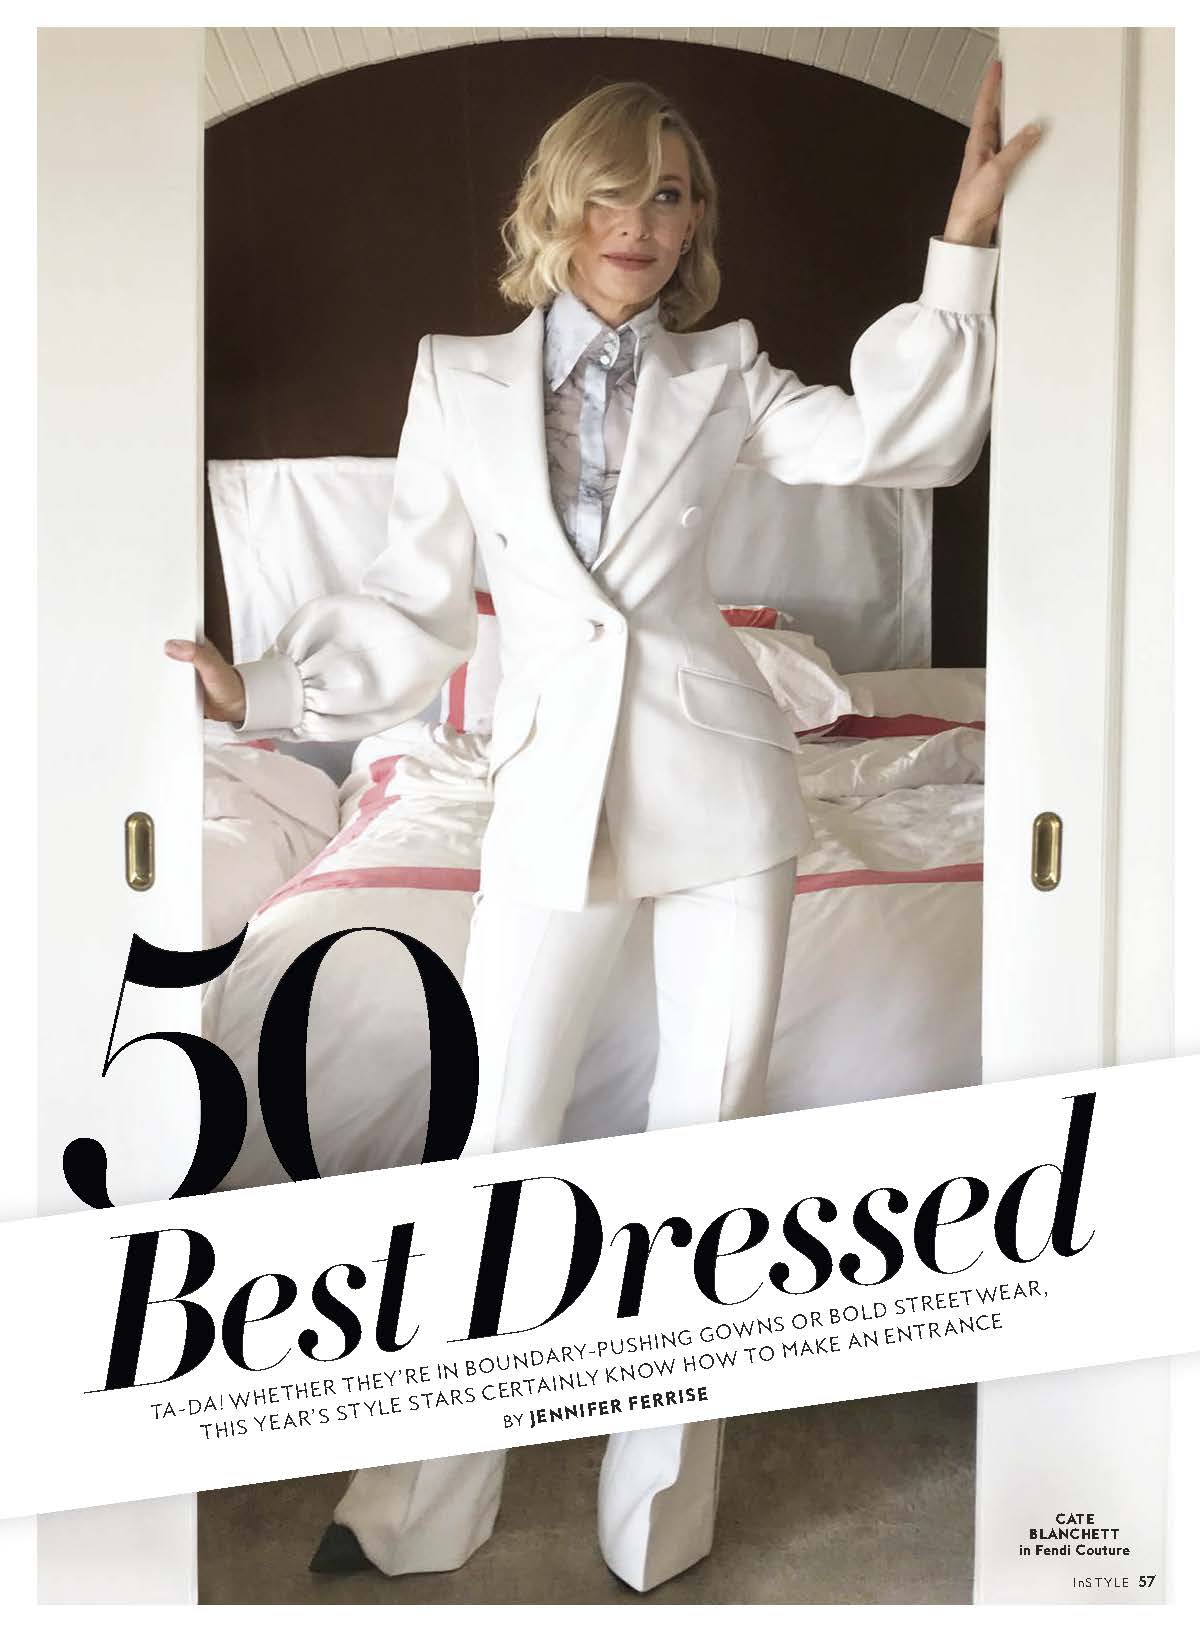 50
Best Dressed
TA-DA! WHETHER THEY'RE IN BOUNDARY-PUSHING GOWNS OR BOLD STREETWEAR,
THIS YEAR'S STYLE STARS CERTAINLY KNOW HOW TO MAKE AN ENTRANCE
BY JENNIFER FERRISE
CATE
BLANCHETT
in Fendi Couture
InSTYLE 57